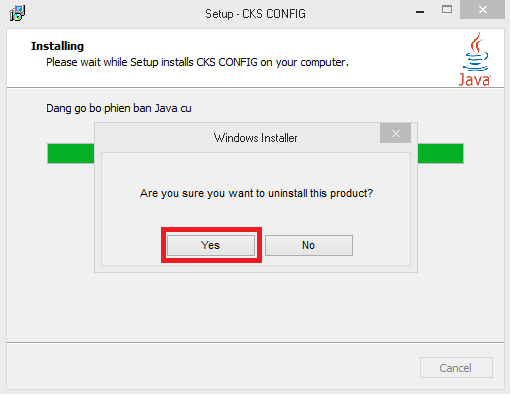 Setup - CKS CONFIG
Installing
Please wait while Setup installs CKS CONFIG on your computer.
Java
Dang go bo phien ban Java cu
Windows Installer
Are you sure you want to uninstall this product?
Yes
No
Cancel